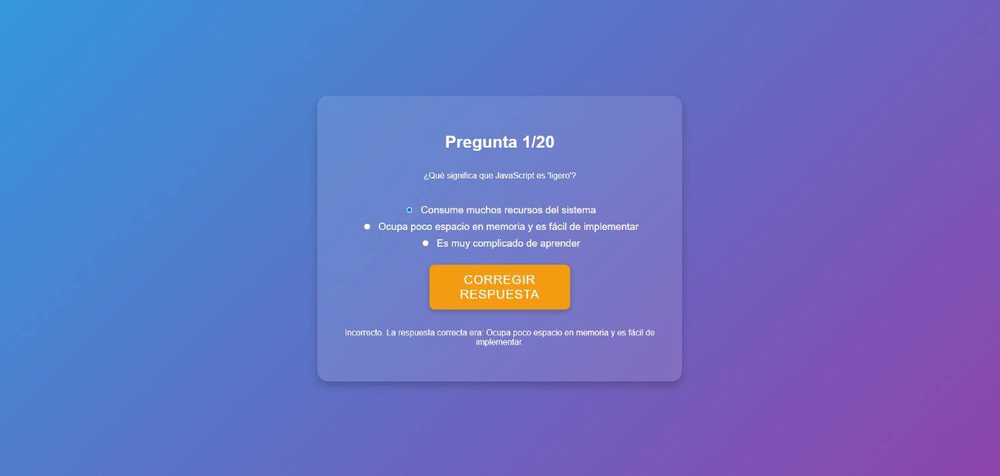 Pregunta 1/20
¿Qué significa que JavaScript es 'ligero'?
Consume muchos recursos del sistema
Ocupa poco espacio en memoria y es fácil de implementar
Es muy complicado de aprender
CORREGIR
RESPUESTA
Incorrecto. La respuesta correcta era: Ocupa poco espacio en memoria y es fácil de
implementar.